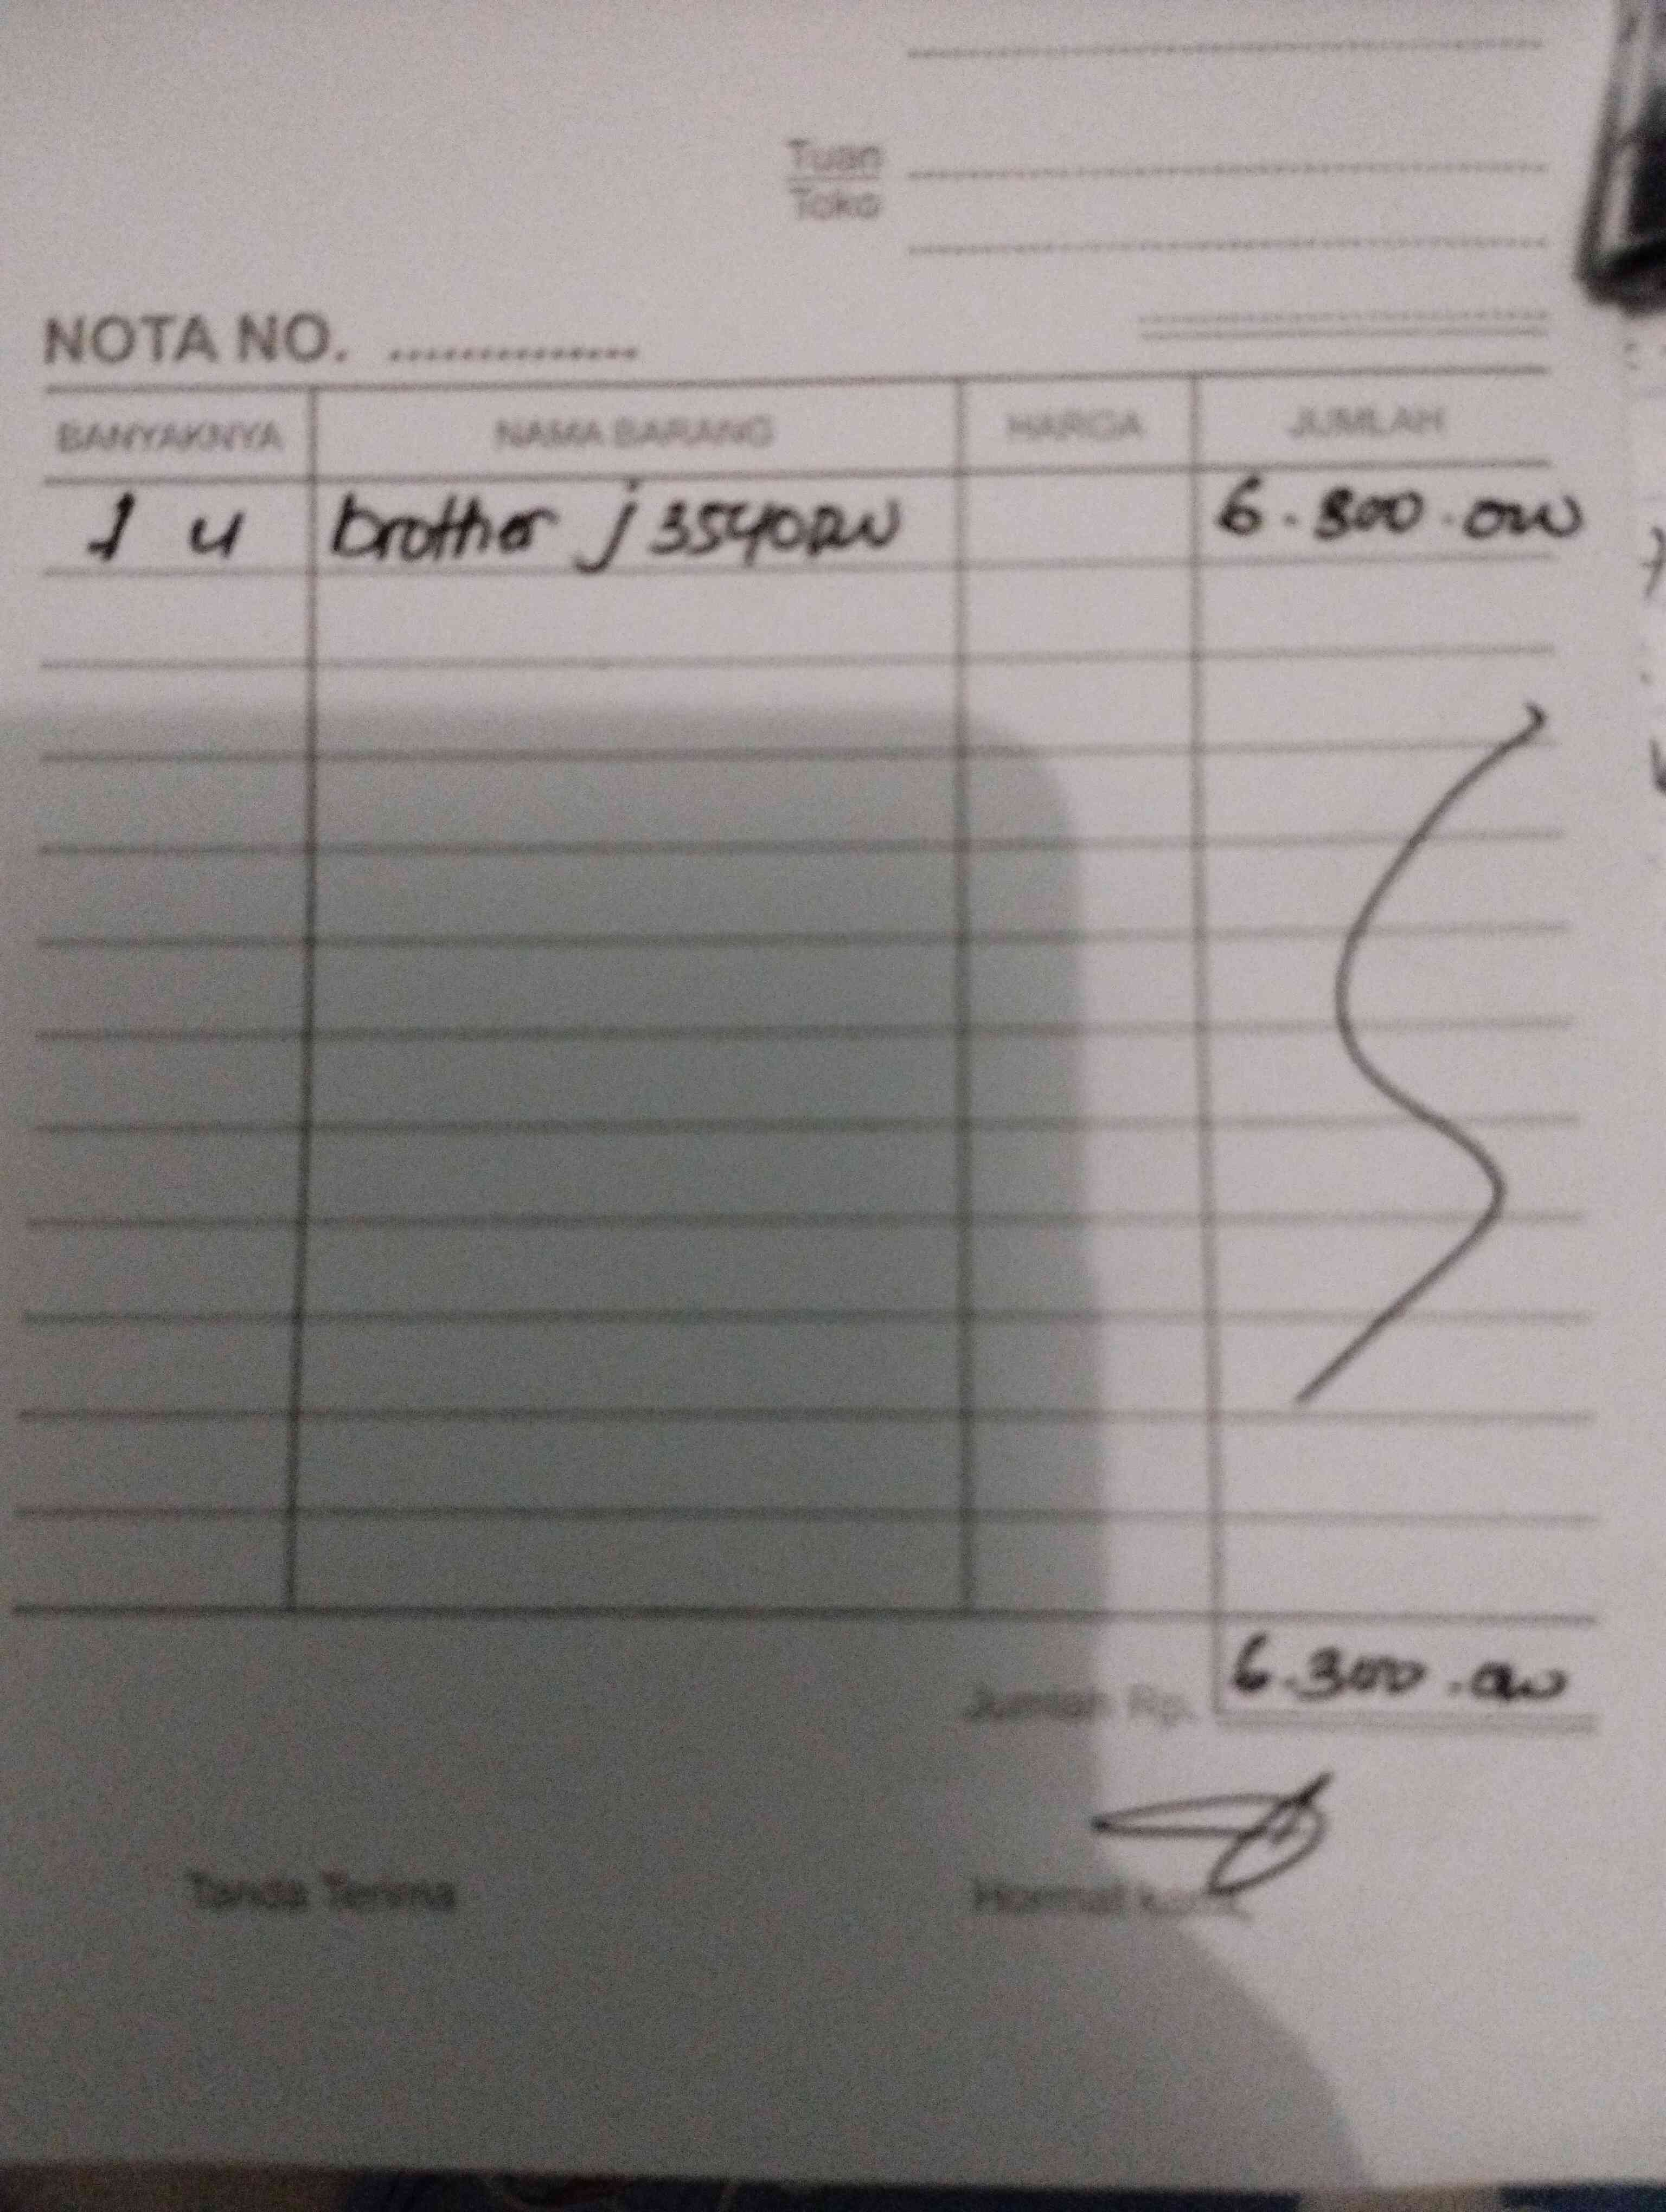 Tuan
Toko
NOTA NO. ..............
BANYAKNYA NAMA BARANG HARGA JUMLAH
1 u brother j3540DW 6.300.000
Jumlah Rp. 6.300.000
Tanda Terima Hormat kami,